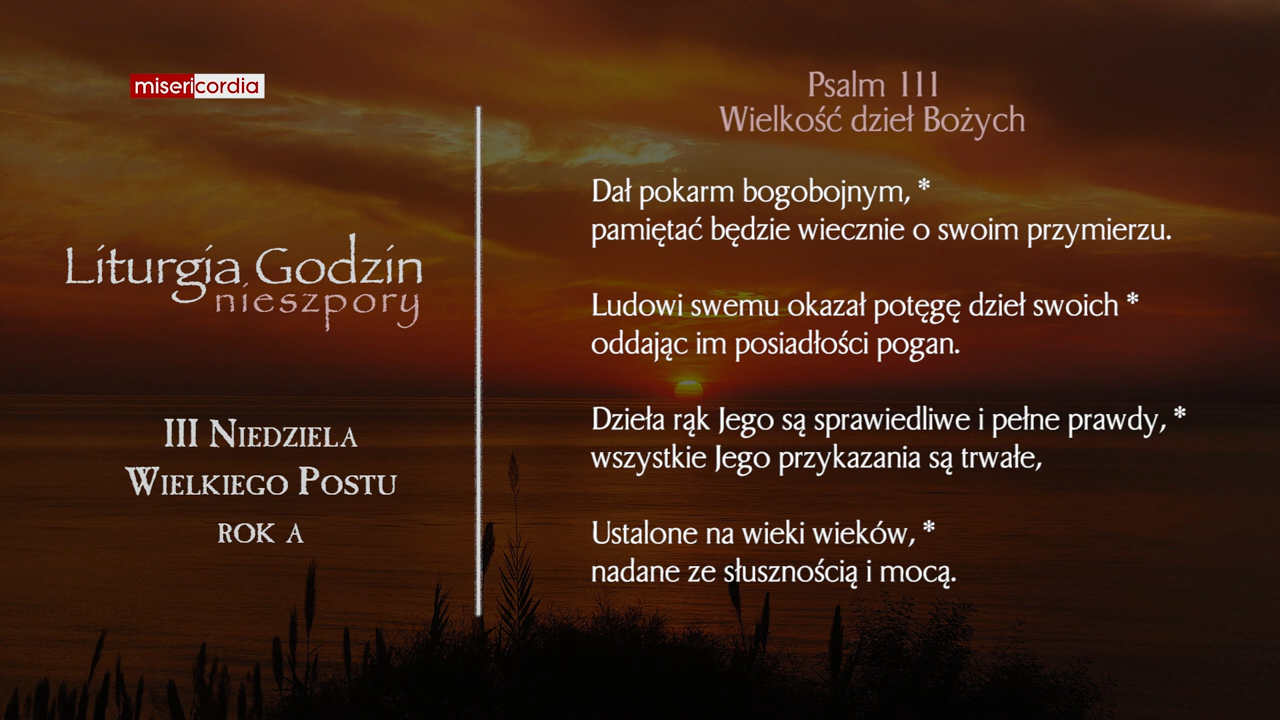 misericordia
Liturgia Godzin
nieszpory
III Niedziela
Wielkiego Postu
rok A
Psalm 111
Wielkość dzieł Bożych
Dał pokarm bogobojnym, *
pamiętać będzie wiecznie o swoim przymierzu.
Ludowi swemu okazał potęgę dzieł swoich *
oddając im posiadłości pogan.
Dzieła rąk Jego są sprawiedliwe i pełne prawdy, *
wszystkie Jego przykazania są trwałe,
Ustalone na wieki wieków, *
nadane ze słusznością i mocą.